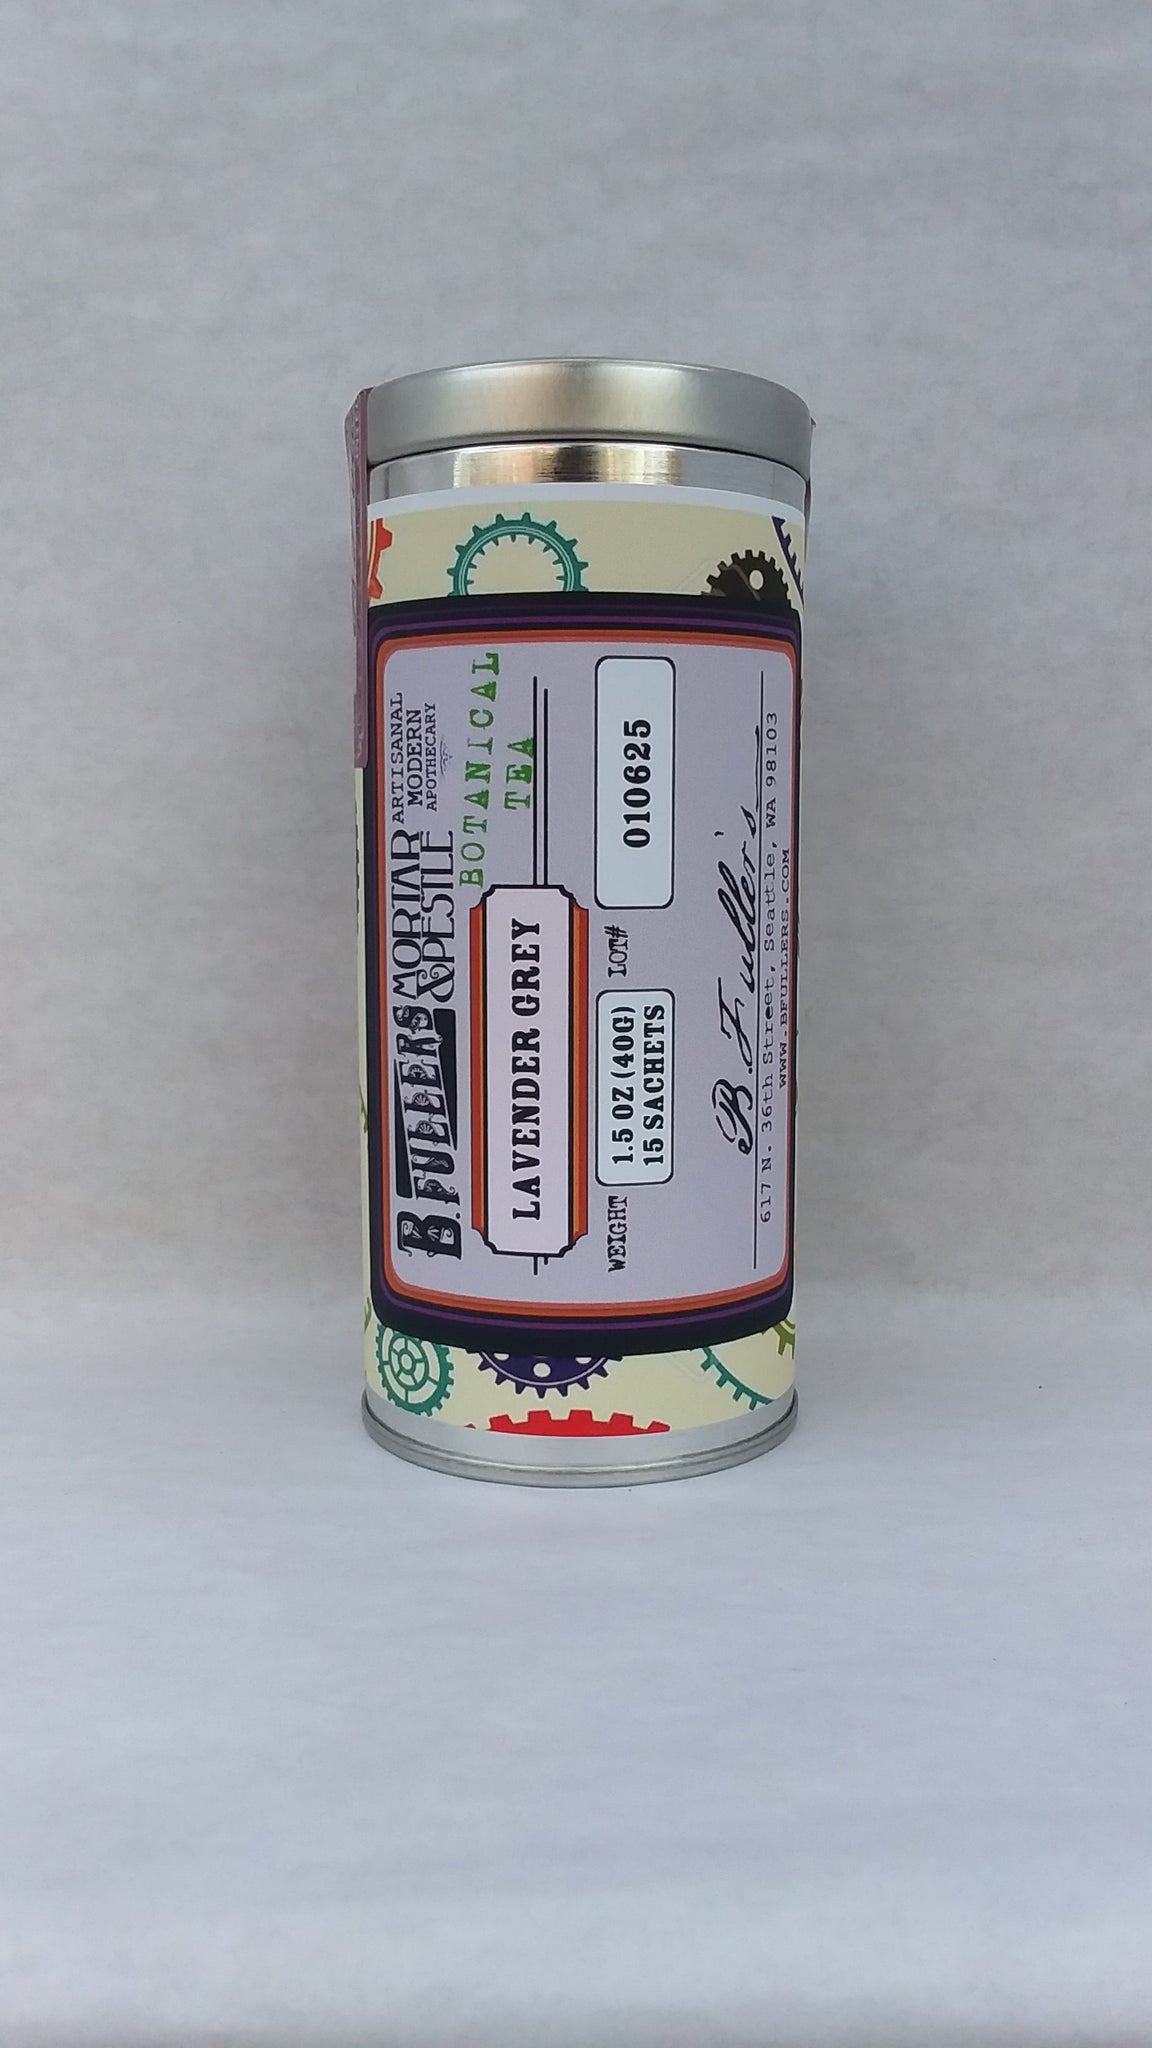 B.FULLERS MORTAR & PESTLE
ARTISANAL
MODERN
APOTHECARY
BOTANICAL
TEA
LAVENDER GREY
WEIGHT 1.5 OZ (40G)
15 SACHETS
LOT# 010625
B.Fuller's
617 N. 36th Street, Seattle, WA 98103
WWW.BFULLERS.COM